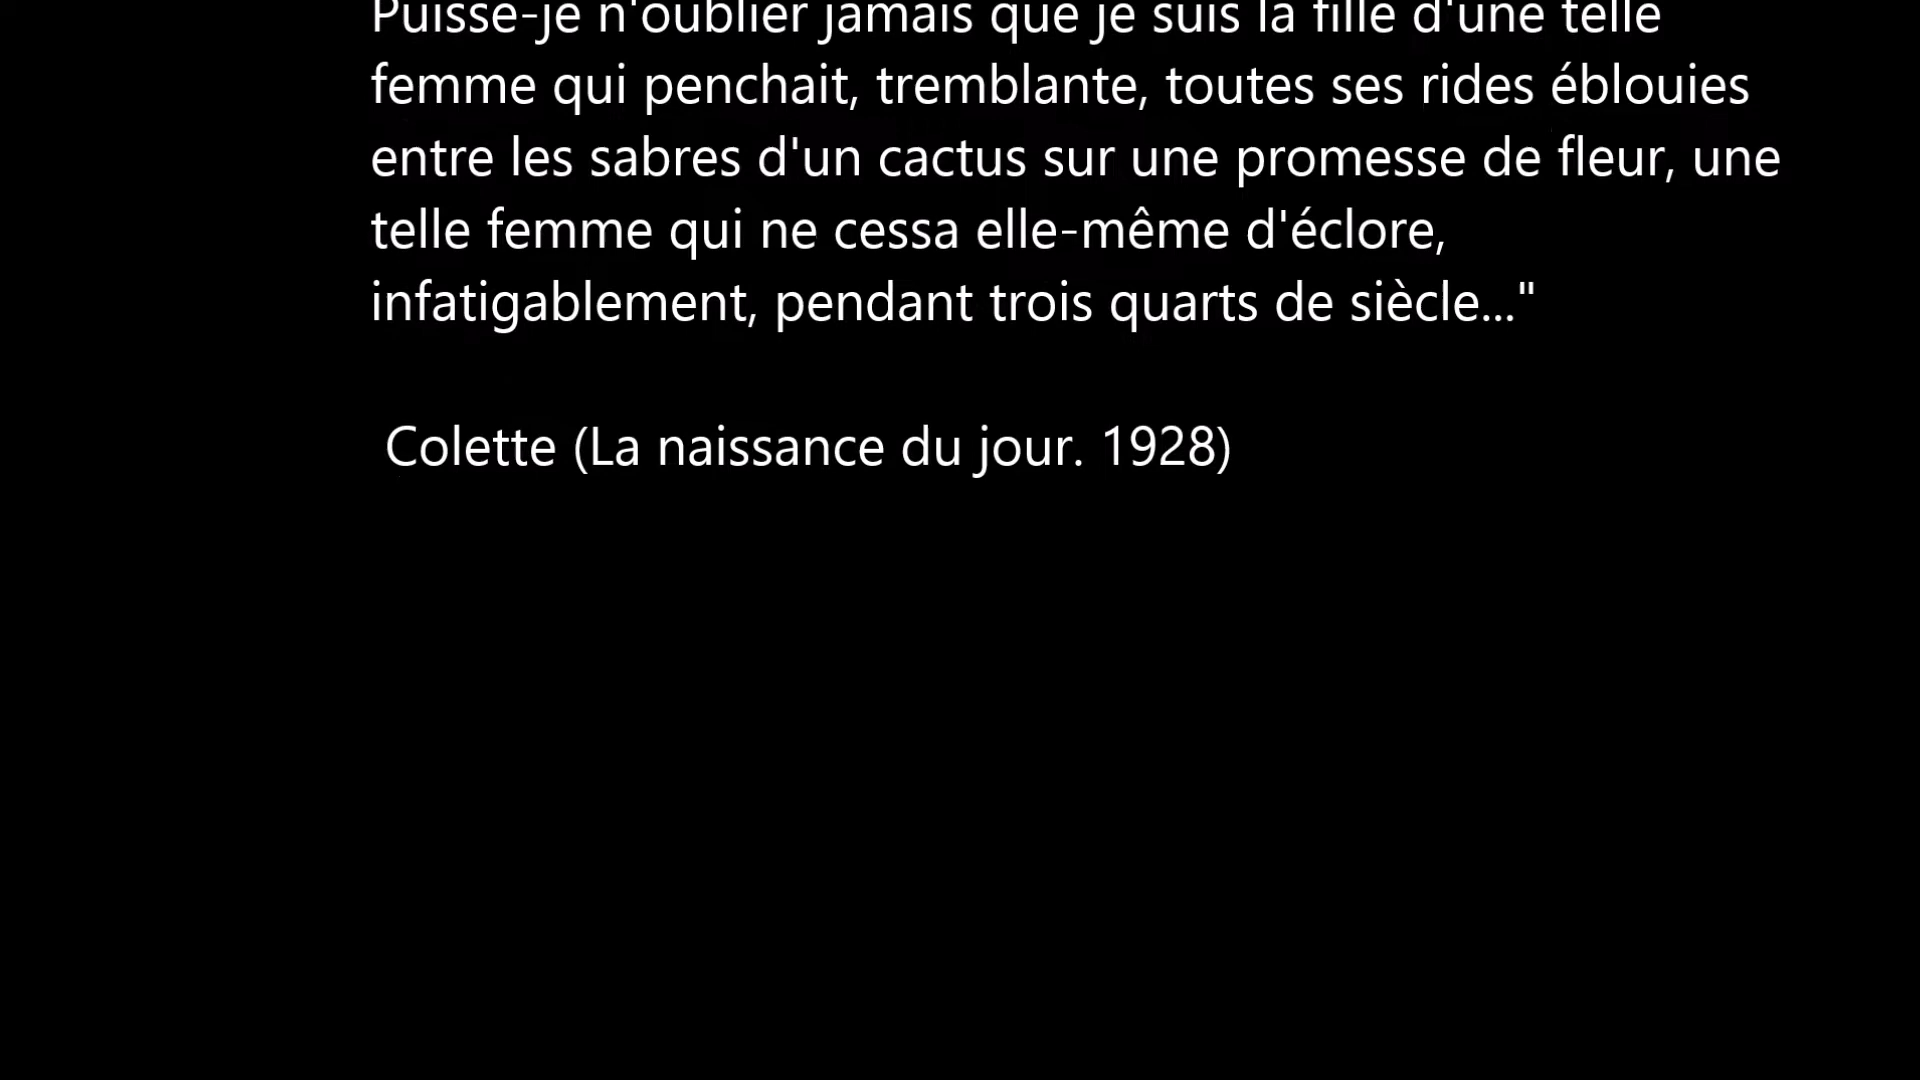 Puisse-je n'oublier jamais que je suis la fille d'une telle
femme qui penchait, tremblante, toutes ses rides éblouies
entre les sabres d'un cactus sur une promesse de fleur, une
telle femme qui ne cessa elle-même d'éclore,
infatigablement, pendant trois quarts de siècle..."
Colette (La naissance du jour. 1928)